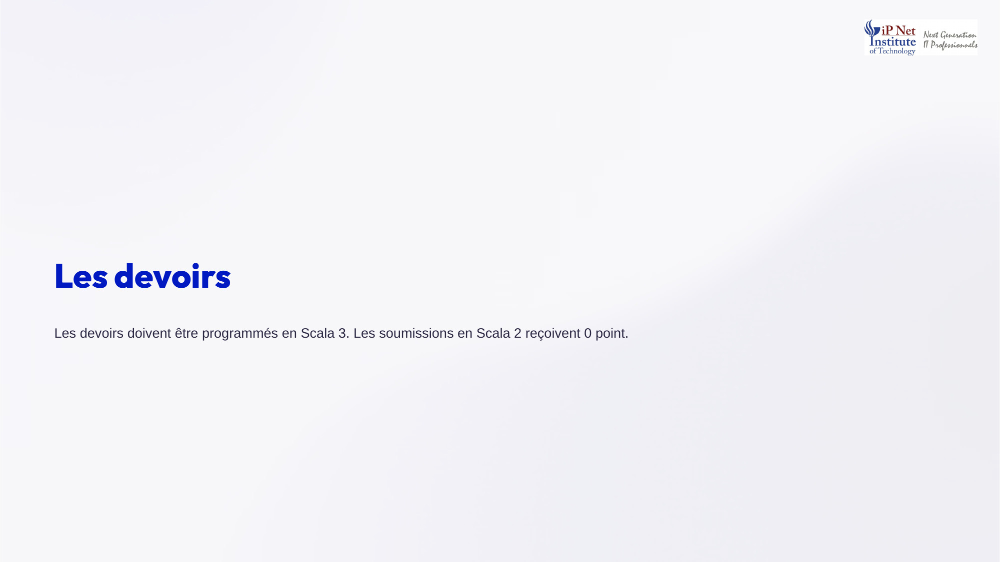 iP Net
Institute
of Technology
Next Generation
IT Professionnels
Les devoirs
Les devoirs doivent être programmés en Scala 3. Les soumissions en Scala 2 reçoivent 0 point.